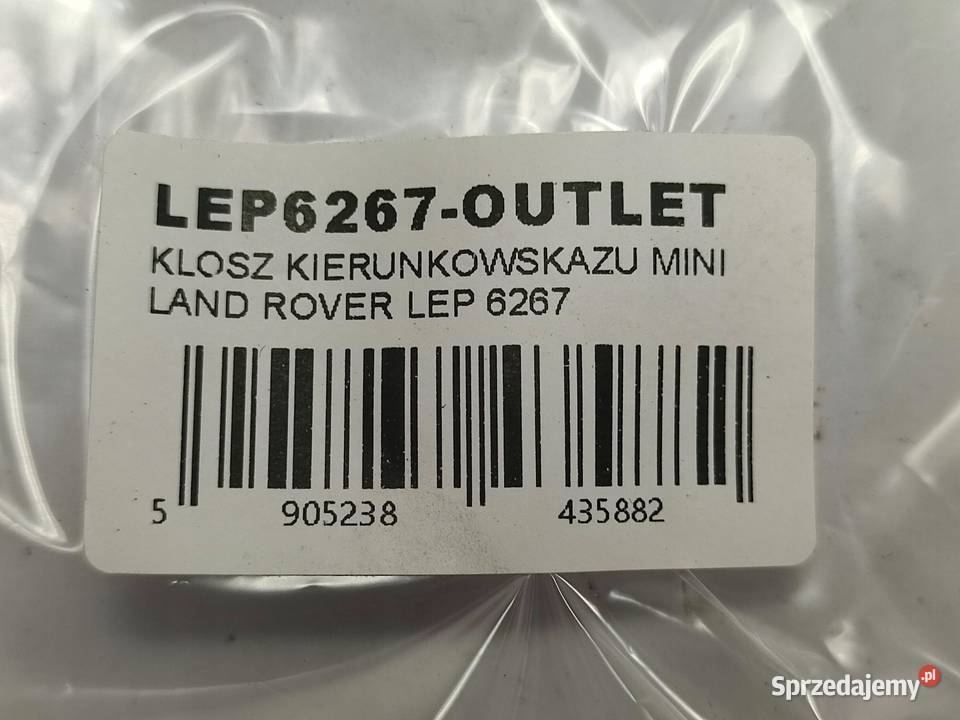 LEP6267-OUTLET
KLOSZ KIERUNKOWSKAZU MINI
LAND ROVER LEP 6267
5 905238 435882
Sprzedajemy.pl